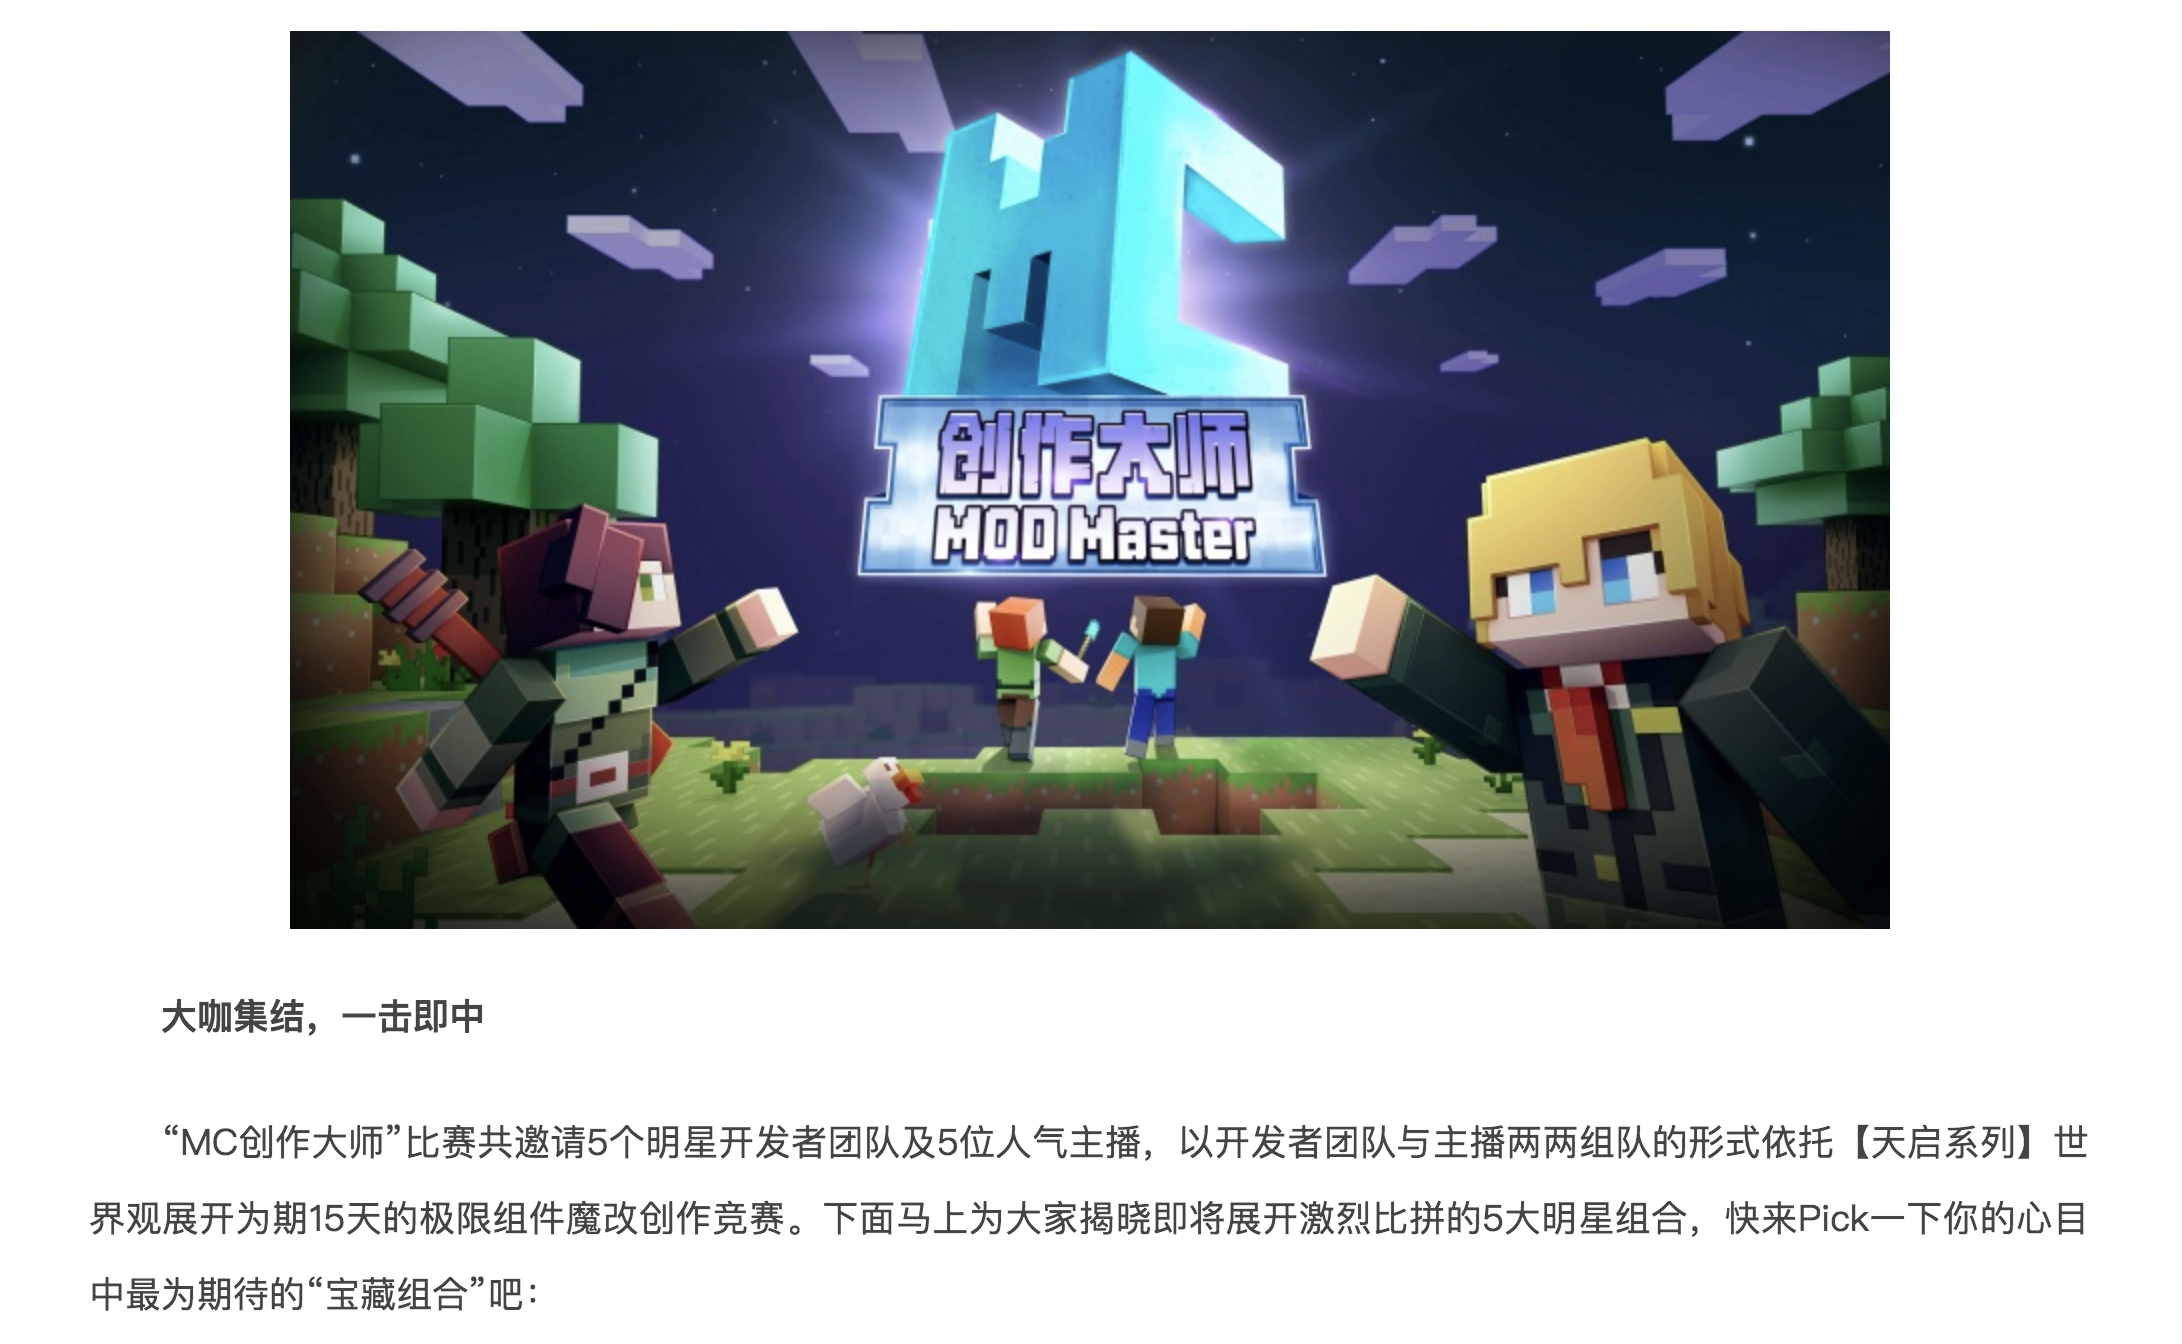 MC
创作大师
MOD Master
大咖集结，一击即中
“MC创作大师”比赛共邀请5个明星开发者团队及5位人气主播，以开发者团队与主播两两组队的形式依托【天启系列】世
界观展开为期15天的极限组件魔改创作竞赛。下面马上为大家揭晓即将展开激烈比拼的5大明星组合，快来Pick一下你的心目
中最为期待的“宝藏组合”吧：